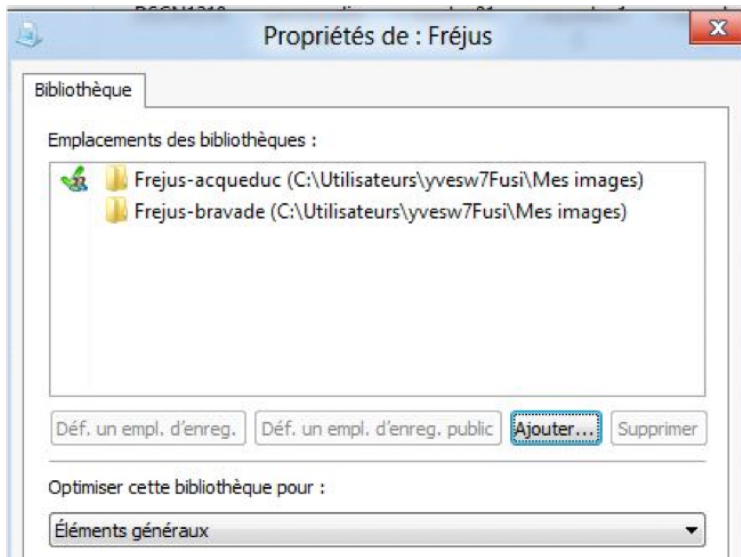 Propriétés de : Fréjus
X
Bibliothèque
Emplacements des bibliothèques :
Frejus-acqueduc (C:\Utilisateurs\yvesw7Fusi\Mes images)
Frejus-bravade (C:\Utilisateurs\yvesw7Fusi\Mes images)
Déf. un empl. d'enreg. Déf. un empl. d'enreg. public Ajouter... Supprimer
Optimiser cette bibliothèque pour :
Éléments généraux